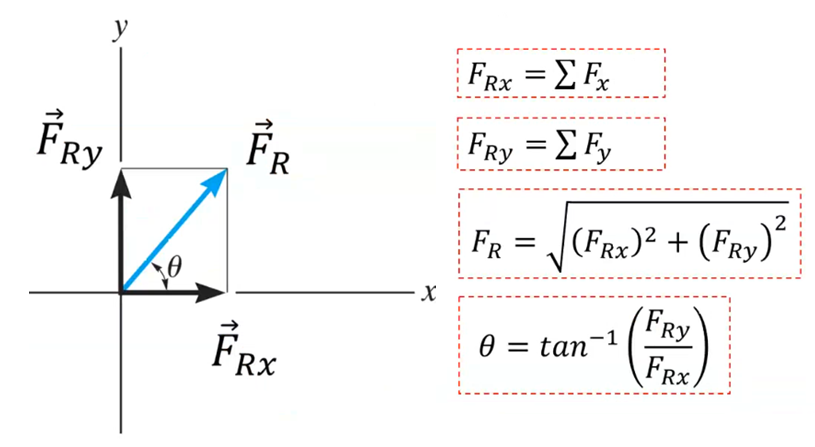 y
F⃗_Ry
F⃗_R
θ
x
F⃗_Rx
F_Rx = ∑ F_x
F_Ry = ∑ F_y
F_R = √((F_Rx)² + (F_Ry)²)
θ = tan⁻¹(F_Ry/F_Rx)